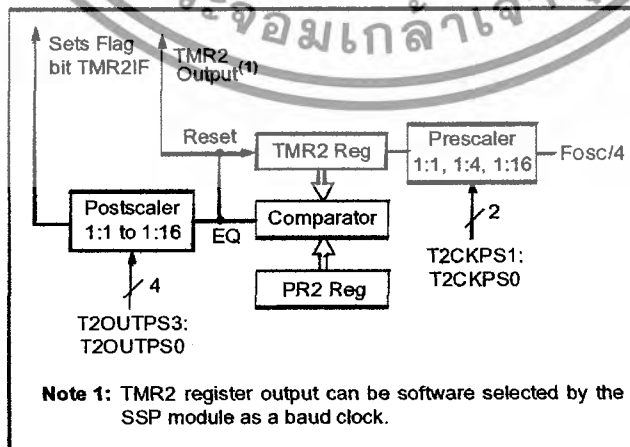 ะจอมเกล้าเจ้า
Sets Flag
bit TMR2IF
TMR2
Output(1)
Reset
TMR2 Reg
Prescaler
1:1, 1:4, 1:16
Fosc/4
Postscaler
1:1 to 1:16
EQ
Comparator
2
T2CKPS1:
T2CKPS0
4
PR2 Reg
T2OUTPS3:
T2OUTPS0
Note 1: TMR2 register output can be software selected by the
SSP module as a baud clock.